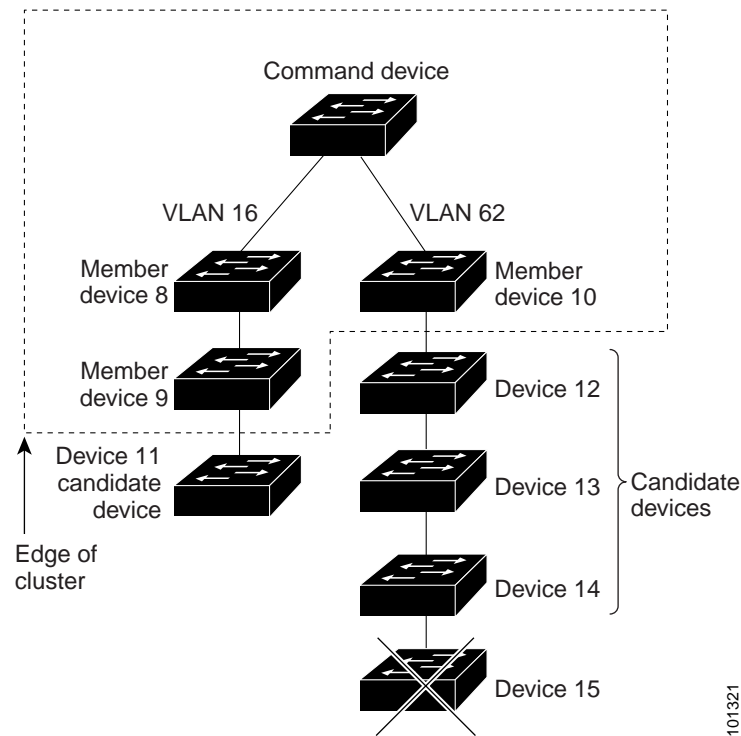 Command device
VLAN 16
VLAN 62
Member
device 8
Member
device 10
Member
device 9
Device 12
Device 11
candidate
device
Device 13
Candidate
devices
Edge of
cluster
Device 14
Device 15
101321